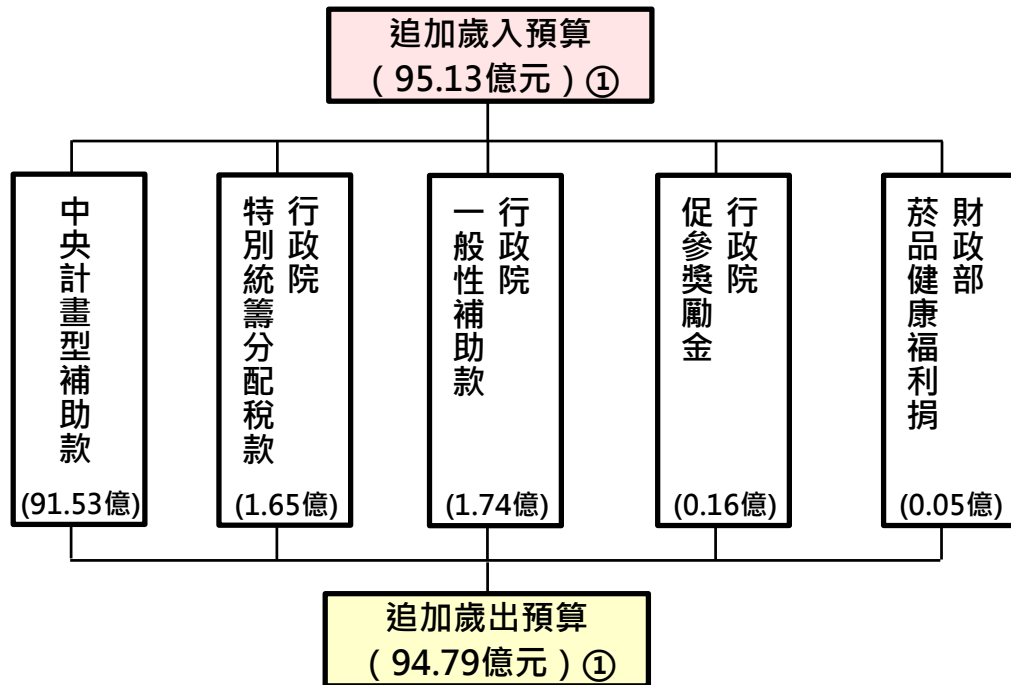 追加歲入預算
（95.13億元）①
中央計畫型補助款
(91.53億)
行政院
特別統籌分配稅款
(1.65億)
行政院
一般性補助款
(1.74億)
行政院
促參獎勵金
(0.16億)
財政部
菸品健康福利捐
(0.05億)
追加歲出預算
（94.79億元）①